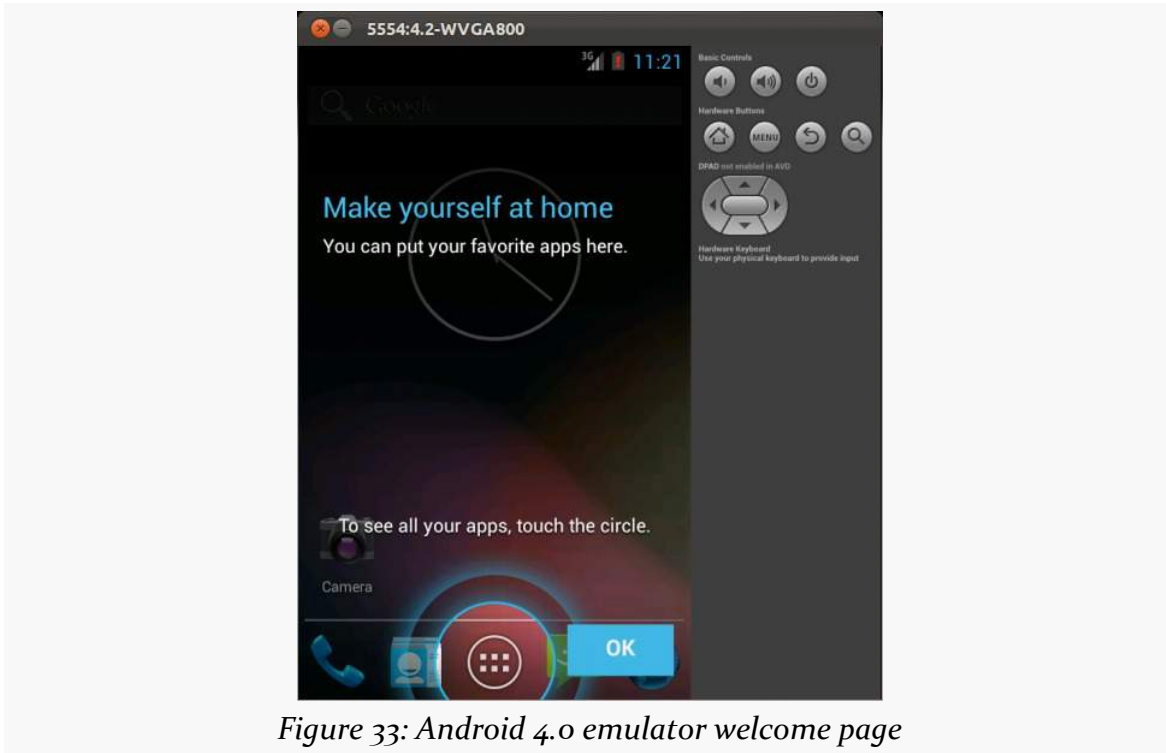 5554:4.2-WVGA800
3G 11:21
Google
Make yourself at home
You can put your favorite apps here.
To see all your apps, touch the circle.
Camera
OK
Basic Controls
Hardware Buttons
MENU
DPAD not enabled in AVD
Hardware Keyboard
Use your physical keyboard to provide input
Figure 33: Android 4.0 emulator welcome page